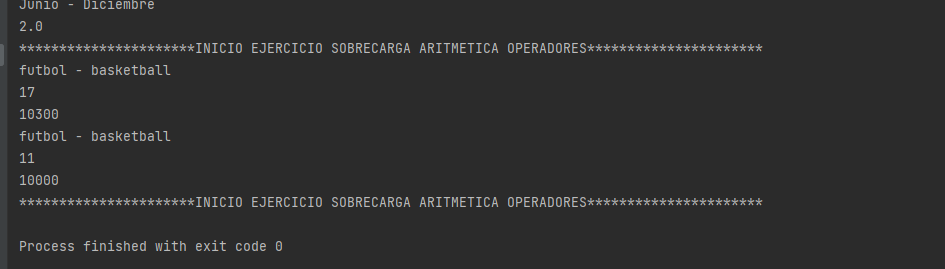 Junio - Diciembre
2.0
**********************INICIO EJERCICIO SOBRECARGA ARITMETICA OPERADORES**********************
futbol - basketball
17
10300
futbol - basketball
11
10000
**********************INICIO EJERCICIO SOBRECARGA ARITMETICA OPERADORES**********************
Process finished with exit code 0